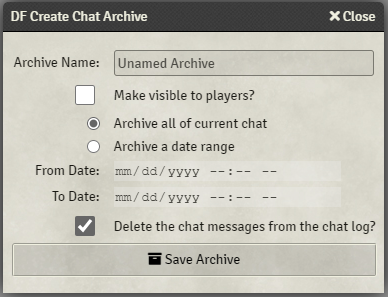 DF Create Chat Archive
Close
Archive Name: Unamed Archive
Make visible to players?
Archive all of current chat
Archive a date range
From Date: mm/dd/yyyy --:-- --
To Date: mm/dd/yyyy --:-- --
Delete the chat messages from the chat log?
Save Archive